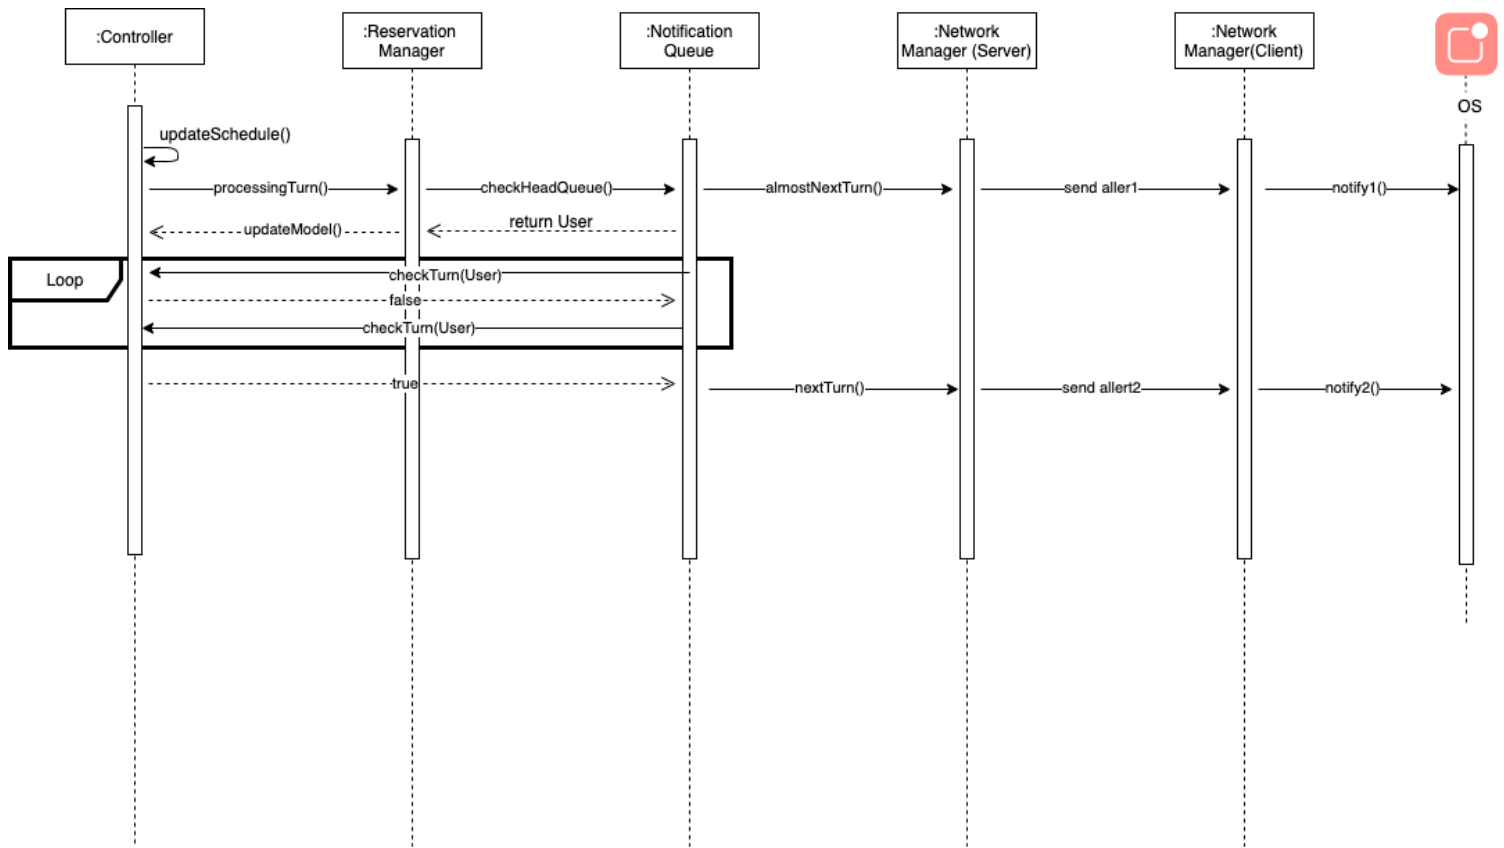 :Controller
:Reservation
Manager
:Notification
Queue
:Network
Manager (Server)
:Network
Manager(Client)
OS
updateSchedule()
processingTurn()
checkHeadQueue()
almostNextTurn()
send aller1
notify1()
updateModel()
return User
Loop
checkTurn(User)
false
checkTurn(User)
true
nextTurn()
send allert2
notify2()